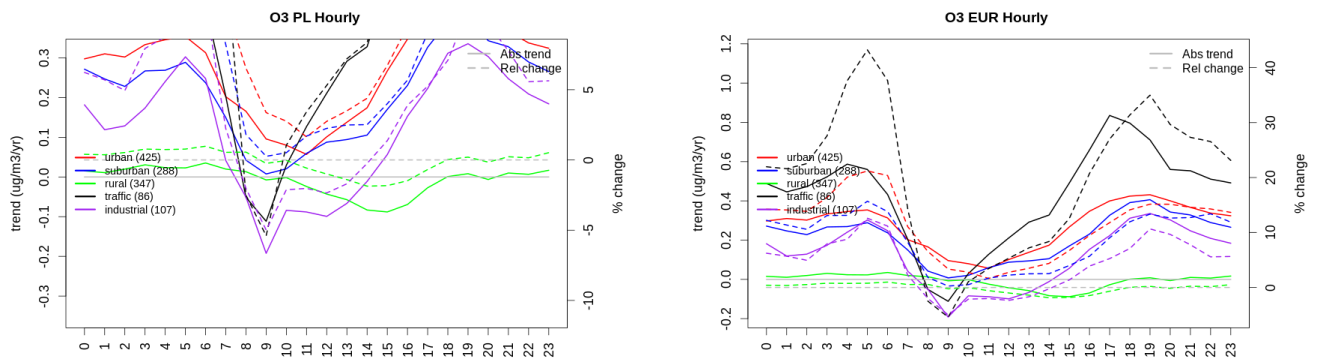 O3 PL Hourly
trend (ug/m3/yr)
0.3
0.2
0.1
0.0
-0.1
-0.2
-0.3
Abs trend
Rel change
urban (425)
suburban (288)
rural (347)
traffic (86)
industrial (107)
5
0
-5
-10
% change
0 1 2 3 4 5 6 7 8 9 10 11 12 13 14 15 16 17 18 19 20 21 22 23
O3 EUR Hourly
trend (ug/m3/yr)
1.2
1.0
0.8
0.6
0.4
0.2
0.0
-0.2
Abs trend
Rel change
urban (425)
suburban (288)
rural (347)
traffic (86)
industrial (107)
40
30
20
10
0
% change
0 1 2 3 4 5 6 7 8 9 10 11 12 13 14 15 16 17 18 19 20 21 22 23